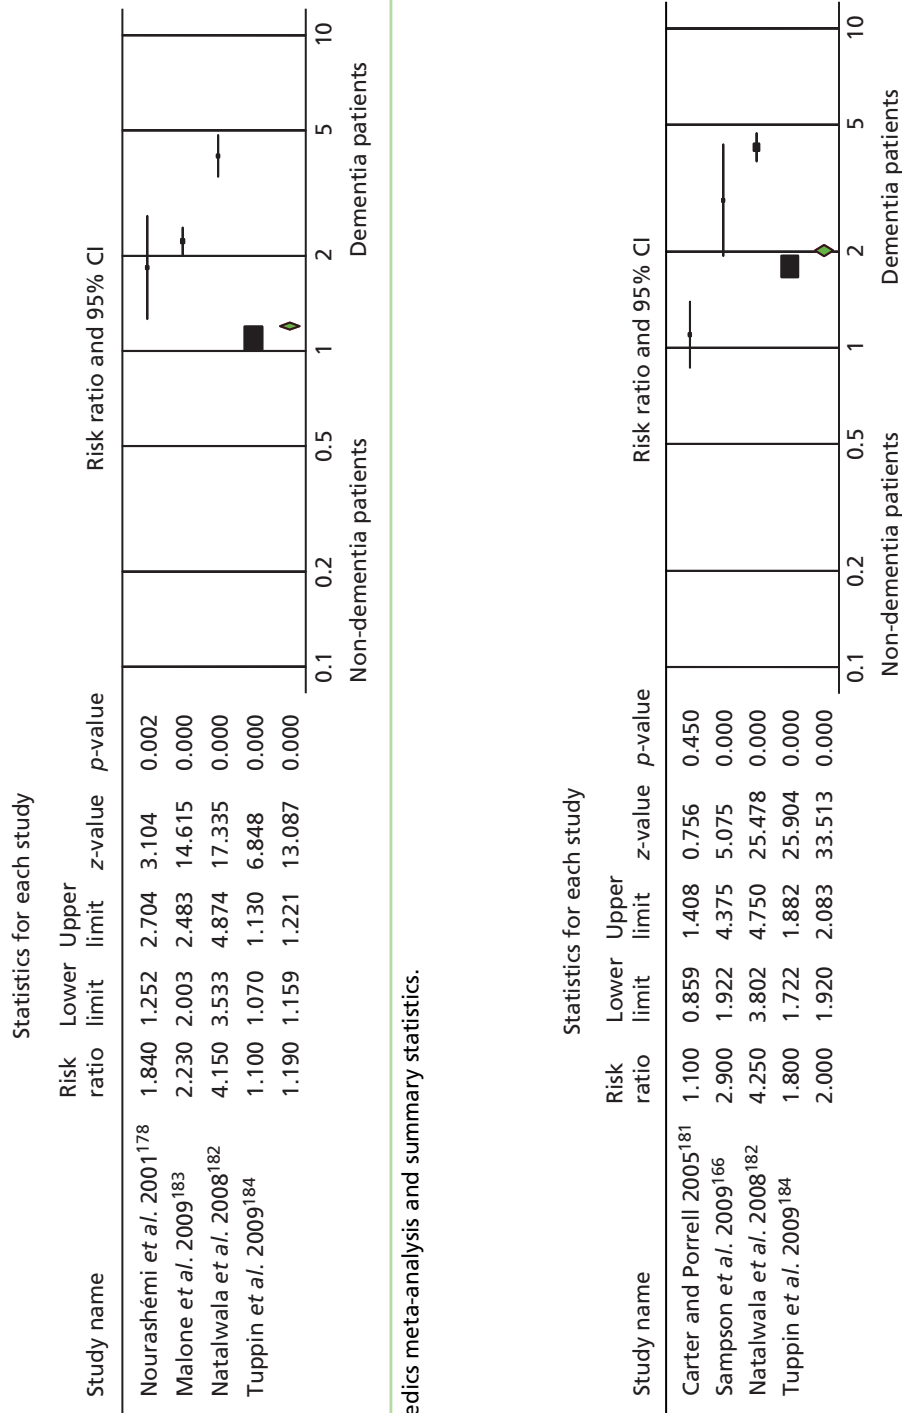 Statistics for each study
Study name Risk ratio Lower limit Upper limit z-value p-value Risk ratio and 95% CI
Nourashémi et al. 2001178 1.840 1.252 2.704 3.104 0.002
Malone et al. 2009183 2.230 2.003 2.483 14.615 0.000
Natalwala et al. 2008182 4.150 3.533 4.874 17.335 0.000
Tuppin et al. 2009184 1.100 1.070 1.130 6.848 0.000
1.190 1.159 1.221 13.087 0.000
0.1 0.2 0.5 1 2 5 10
Non-dementia patients Dementia patients
edics meta-analysis and summary statistics.
Statistics for each study
Study name Risk ratio Lower limit Upper limit z-value p-value Risk ratio and 95% CI
Carter and Porrell 2005181 1.100 0.859 1.408 0.756 0.450
Sampson et al. 2009166 2.900 1.922 4.375 5.075 0.000
Natalwala et al. 2008182 4.250 3.802 4.750 25.478 0.000
Tuppin et al. 2009184 1.800 1.722 1.882 25.904 0.000
2.000 1.920 2.083 33.513 0.000
0.1 0.2 0.5 1 2 5 10
Non-dementia patients Dementia patients